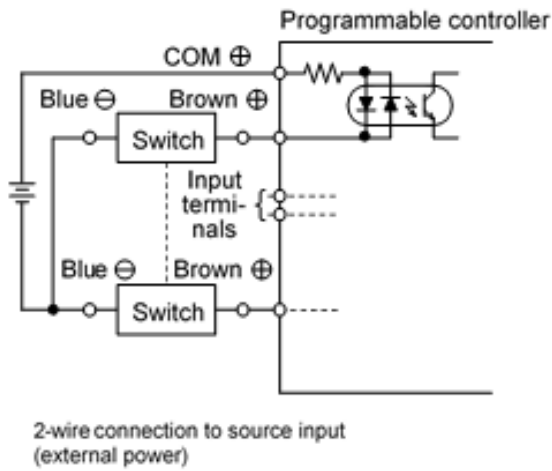 Programmable controller
COM ⊕
Blue ⊖ Brown ⊕
Switch
Input
termi-
nals
Blue ⊖ Brown ⊕
Switch
2-wire connection to source input
(external power)